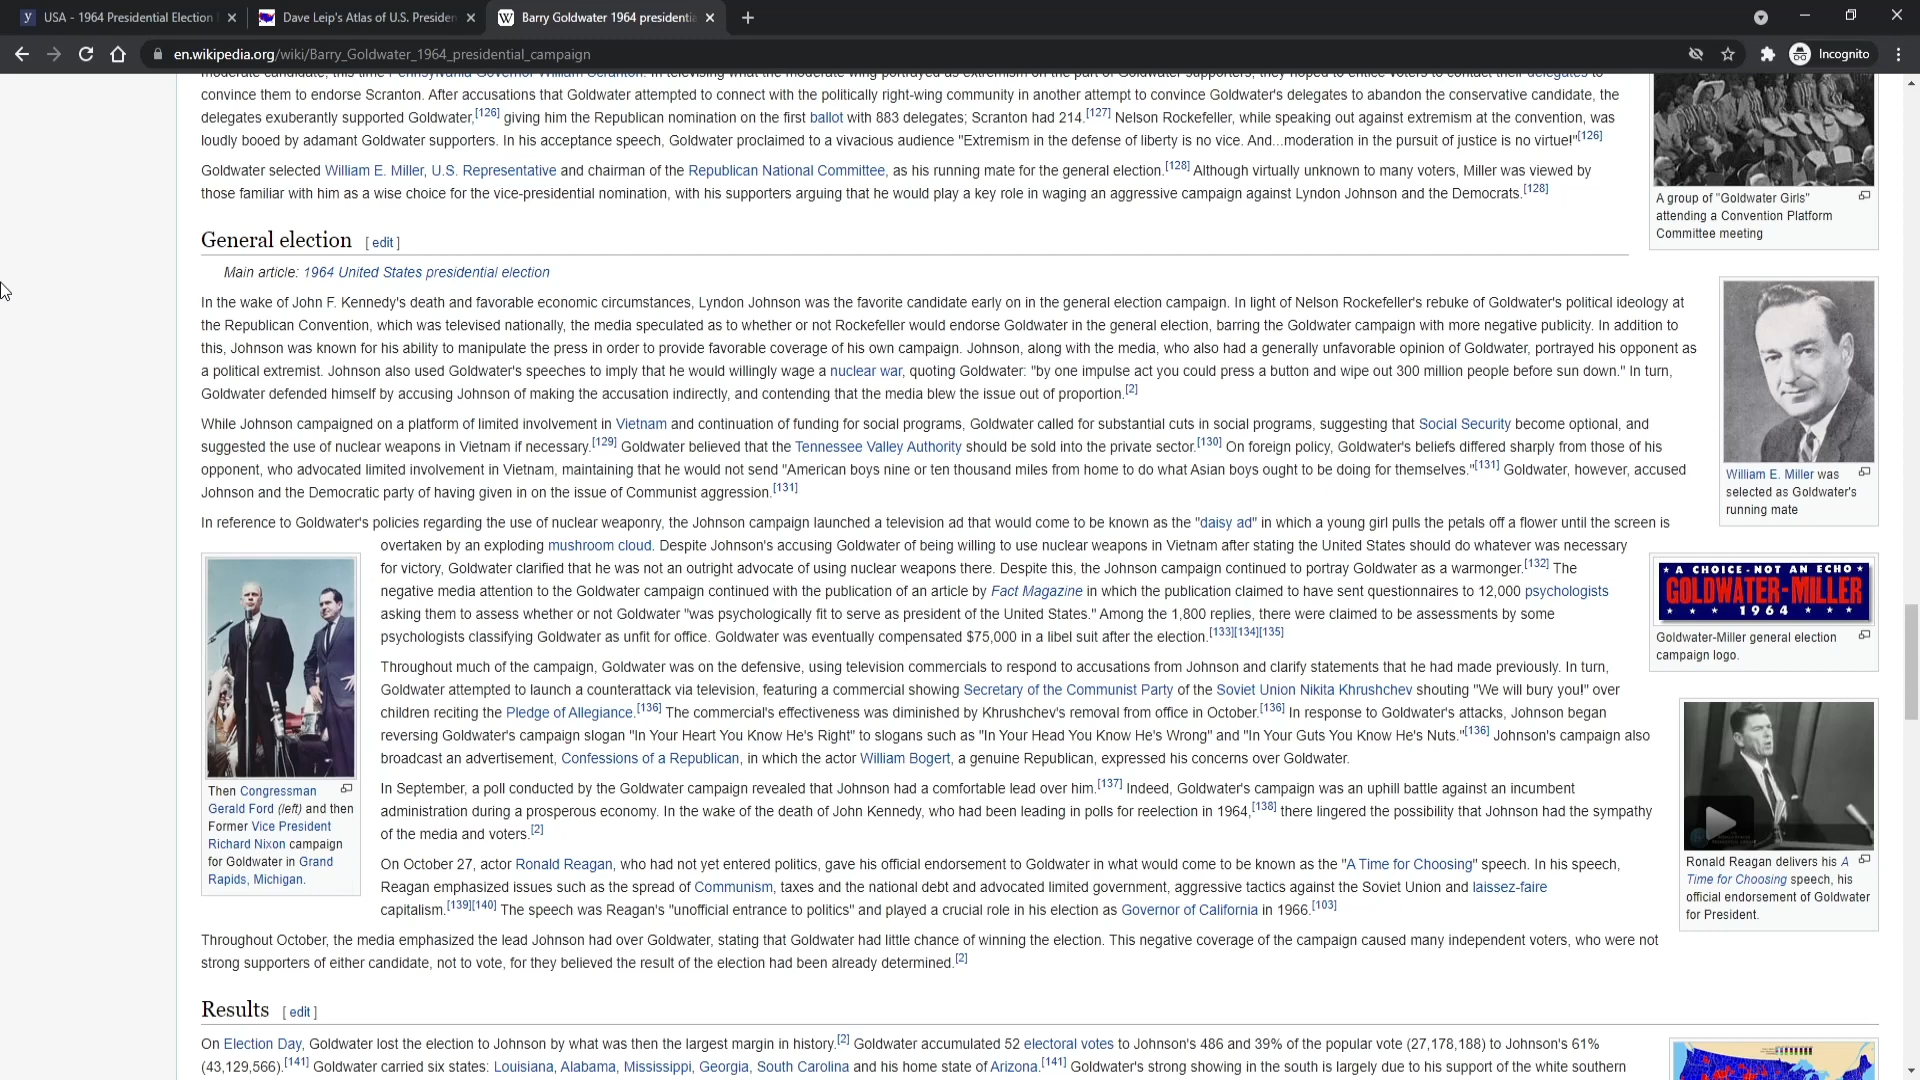 USA - 1964 Presidential Election
Dave Leip's Atlas of U.S. Presiden
Barry Goldwater 1964 presidentia
en.wikipedia.org/wiki/Barry_Goldwater_1964_presidential_campaign
Incognito
moderate candidate, this time Pennsylvania Governor William Scranton. In televising what the moderate wing portrayed as extremism on the part of Goldwater supporters, they hoped to entice voters to contact their delegates to
convince them to endorse Scranton. After accusations that Goldwater attempted to connect with the politically right-wing community in another attempt to convince Goldwater's delegates to abandon the conservative candidate, the
delegates exuberantly supported Goldwater,[126] giving him the Republican nomination on the first ballot with 883 delegates; Scranton had 214.[127] Nelson Rockefeller, while speaking out against extremism at the convention, was
loudly booed by adamant Goldwater supporters. In his acceptance speech, Goldwater proclaimed to a vivacious audience "Extremism in the defense of liberty is no vice. And...moderation in the pursuit of justice is no virtue!"[126]
Goldwater selected William E. Miller, U.S. Representative and chairman of the Republican National Committee, as his running mate for the general election.[128] Although virtually unknown to many voters, Miller was viewed by
those familiar with him as a wise choice for the vice-presidential nomination, with his supporters arguing that he would play a key role in waging an aggressive campaign against Lyndon Johnson and the Democrats.[128]
A group of "Goldwater Girls"
attending a Convention Platform
Committee meeting
General election [ edit ]
Main article: 1964 United States presidential election
In the wake of John F. Kennedy's death and favorable economic circumstances, Lyndon Johnson was the favorite candidate early on in the general election campaign. In light of Nelson Rockefeller's rebuke of Goldwater's political ideology at
the Republican Convention, which was televised nationally, the media speculated as to whether or not Rockefeller would endorse Goldwater in the general election, barring the Goldwater campaign with more negative publicity. In addition to
this, Johnson was known for his ability to manipulate the press in order to provide favorable coverage of his own campaign. Johnson, along with the media, who also had a generally unfavorable opinion of Goldwater, portrayed his opponent as
a political extremist. Johnson also used Goldwater's speeches to imply that he would willingly wage a nuclear war, quoting Goldwater: "by one impulse act you could press a button and wipe out 300 million people before sun down." In turn,
Goldwater defended himself by accusing Johnson of making the accusation indirectly, and contending that the media blew the issue out of proportion.[2]
While Johnson campaigned on a platform of limited involvement in Vietnam and continuation of funding for social programs, Goldwater called for substantial cuts in social programs, suggesting that Social Security become optional, and
suggested the use of nuclear weapons in Vietnam if necessary.[129] Goldwater believed that the Tennessee Valley Authority should be sold into the private sector.[130] On foreign policy, Goldwater's beliefs differed sharply from those of his
opponent, who advocated limited involvement in Vietnam, maintaining that he would not send "American boys nine or ten thousand miles from home to do what Asian boys ought to be doing for themselves."[131] Goldwater, however, accused
Johnson and the Democratic party of having given in on the issue of Communist aggression.[131]
William E. Miller was
selected as Goldwater's
running mate
In reference to Goldwater's policies regarding the use of nuclear weaponry, the Johnson campaign launched a television ad that would come to be known as the "daisy ad" in which a young girl pulls the petals off a flower until the screen is
overtaken by an exploding mushroom cloud. Despite Johnson's accusing Goldwater of being willing to use nuclear weapons in Vietnam after stating the United States should do whatever was necessary
for victory, Goldwater clarified that he was not an outright advocate of using nuclear weapons there. Despite this, the Johnson campaign continued to portray Goldwater as a warmonger.[132] The
negative media attention to the Goldwater campaign continued with the publication of an article by Fact Magazine in which the publication claimed to have sent questionnaires to 12,000 psychologists
asking them to assess whether or not Goldwater "was psychologically fit to serve as president of the United States." Among the 1,800 replies, there were claimed to be assessments by some
psychologists classifying Goldwater as unfit for office. Goldwater was eventually compensated $75,000 in a libel suit after the election.[133][134][135]
A CHOICE-NOT AN ECHO
GOLDWATER-MILLER
1964
Goldwater-Miller general election
campaign logo.
Throughout much of the campaign, Goldwater was on the defensive, using television commercials to respond to accusations from Johnson and clarify statements that he had made previously. In turn,
Goldwater attempted to launch a counterattack via television, featuring a commercial showing Secretary of the Communist Party of the Soviet Union Nikita Khrushchev shouting "We will bury you!" over
children reciting the Pledge of Allegiance.[136] The commercial's effectiveness was diminished by Khrushchev's removal from office in October.[136] In response to Goldwater's attacks, Johnson began
reversing Goldwater's campaign slogan "In Your Heart You Know He's Right" to slogans such as "In Your Head You Know He's Wrong" and "In Your Guts You Know He's Nuts."[136] Johnson's campaign also
broadcast an advertisement, Confessions of a Republican, in which the actor William Bogert, a genuine Republican, expressed his concerns over Goldwater.
Then Congressman
Gerald Ford (left) and then
Former Vice President
Richard Nixon campaign
for Goldwater in Grand
Rapids, Michigan.
In September, a poll conducted by the Goldwater campaign revealed that Johnson had a comfortable lead over him.[137] Indeed, Goldwater's campaign was an uphill battle against an incumbent
administration during a prosperous economy. In the wake of the death of John Kennedy, who had been leading in polls for reelection in 1964,[138] there lingered the possibility that Johnson had the sympathy
of the media and voters.[2]
On October 27, actor Ronald Reagan, who had not yet entered politics, gave his official endorsement to Goldwater in what would come to be known as the "A Time for Choosing" speech. In his speech,
Reagan emphasized issues such as the spread of Communism, taxes and the national debt and advocated limited government, aggressive tactics against the Soviet Union and laissez-faire
capitalism.[139][140] The speech was Reagan's "unofficial entrance to politics" and played a crucial role in his election as Governor of California in 1966.[103]
Ronald Reagan delivers his A
Time for Choosing speech, his
official endorsement of Goldwater
for President.
Throughout October, the media emphasized the lead Johnson had over Goldwater, stating that Goldwater had little chance of winning the election. This negative coverage of the campaign caused many independent voters, who were not
strong supporters of either candidate, not to vote, for they believed the result of the election had been already determined.[2]
Results [ edit ]
On Election Day, Goldwater lost the election to Johnson by what was then the largest margin in history.[2] Goldwater accumulated 52 electoral votes to Johnson's 486 and 39% of the popular vote (27,178,188) to Johnson's 61%
(43,129,566).[141] Goldwater carried six states: Louisiana, Alabama, Mississippi, Georgia, South Carolina and his home state of Arizona.[141] Goldwater's strong showing in the south is largely due to his support of the white southern